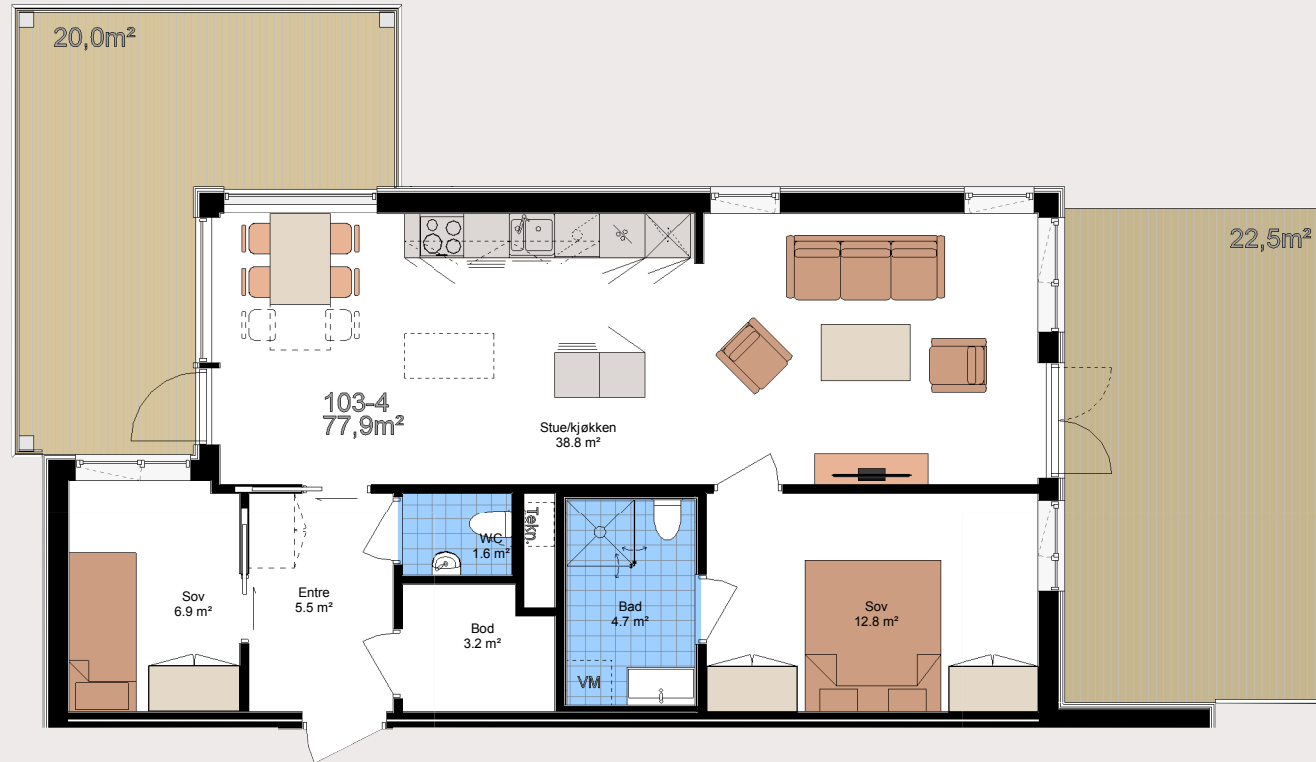 20,0m²
22,5m²
103-4
77,9m²
Stue/kjøkken
38.8 m²
Tekn.
WC
1.6 m²
Sov
6.9 m²
Entre
5.5 m²
Bod
3.2 m²
Bad
4.7 m²
Sov
12.8 m²
VM